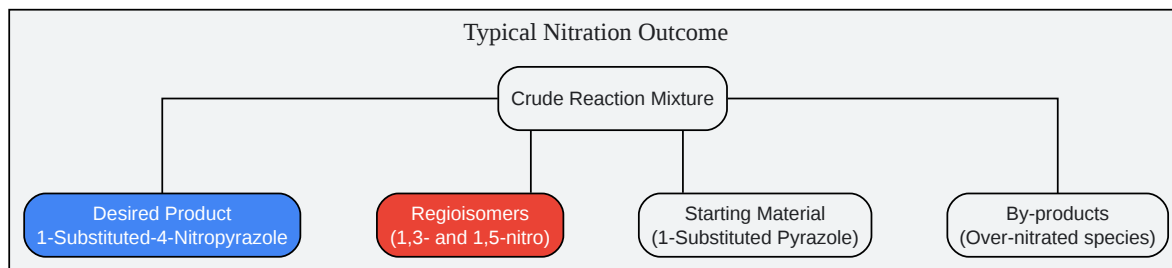 Typical Nitration Outcome
Crude Reaction Mixture
Desired Product
1-Substituted-4-Nitropyrazole
Regioisomers
(1,3- and 1,5-nitro)
Starting Material
(1-Substituted Pyrazole)
By-products
(Over-nitrated species)